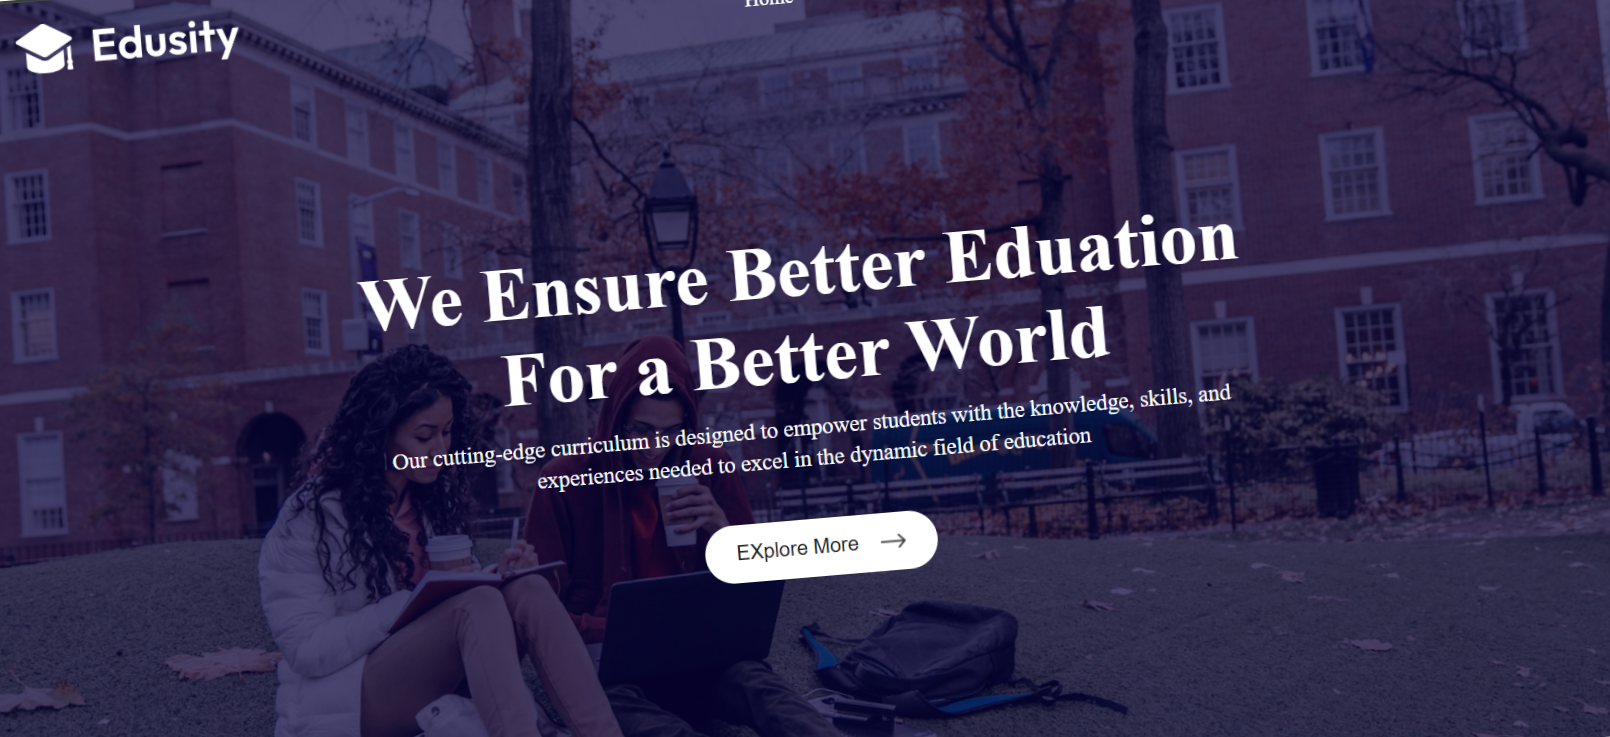 Home
Edusity
We Ensure Better Eduation
For a Better World
Our cutting-edge curriculum is designed to empower students with the knowledge, skills, and
experiences needed to excel in the dynamic field of education
EXplore More